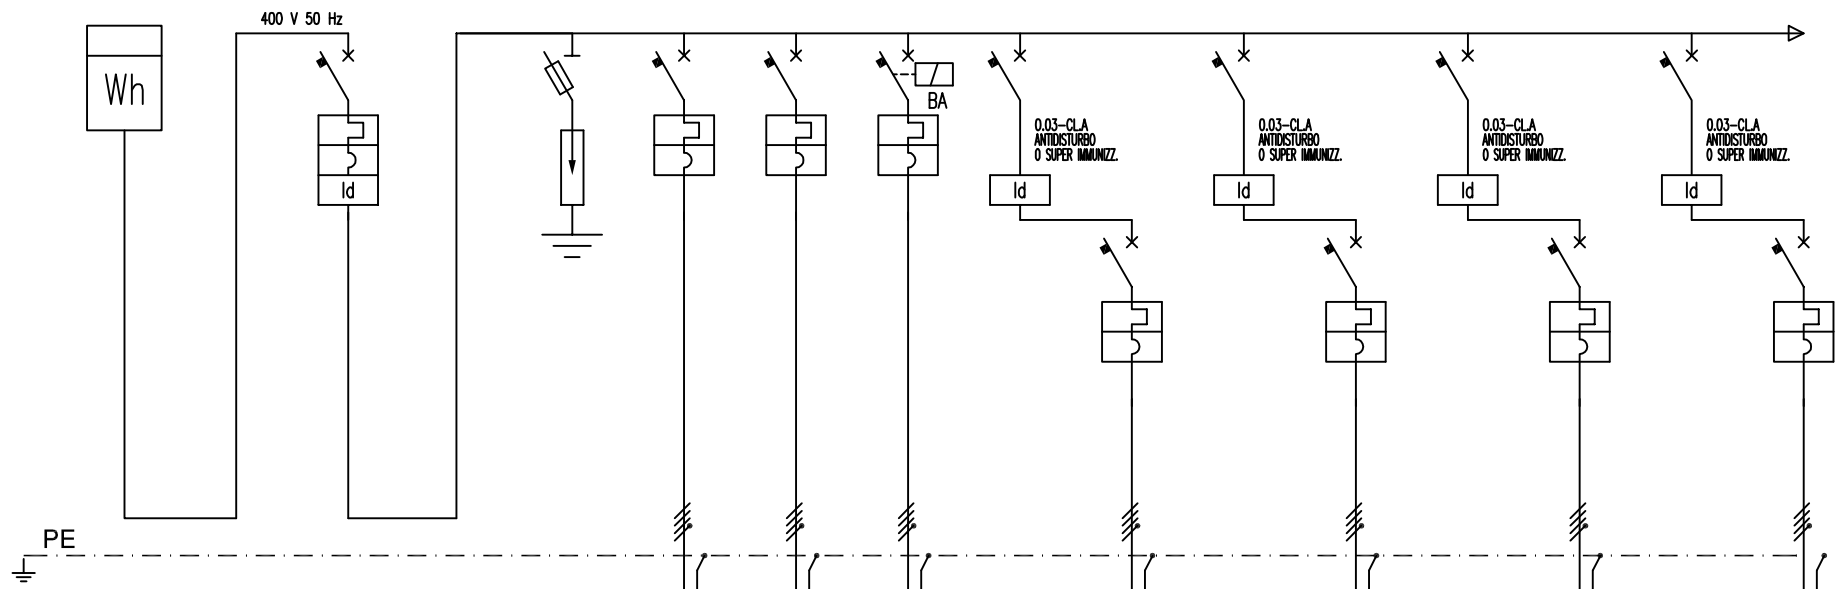 400 V 50 Hz
Wh
BA
0.03-CL.A
ANTIDISTURBO
O SUPER IMMUNIZZ.
0.03-CL.A
ANTIDISTURBO
O SUPER IMMUNIZZ.
0.03-CL.A
ANTIDISTURBO
O SUPER IMMUNIZZ.
0.03-CL.A
ANTIDISTURBO
O SUPER IMMUNIZZ.
Id
Id
Id
Id
Id
PE